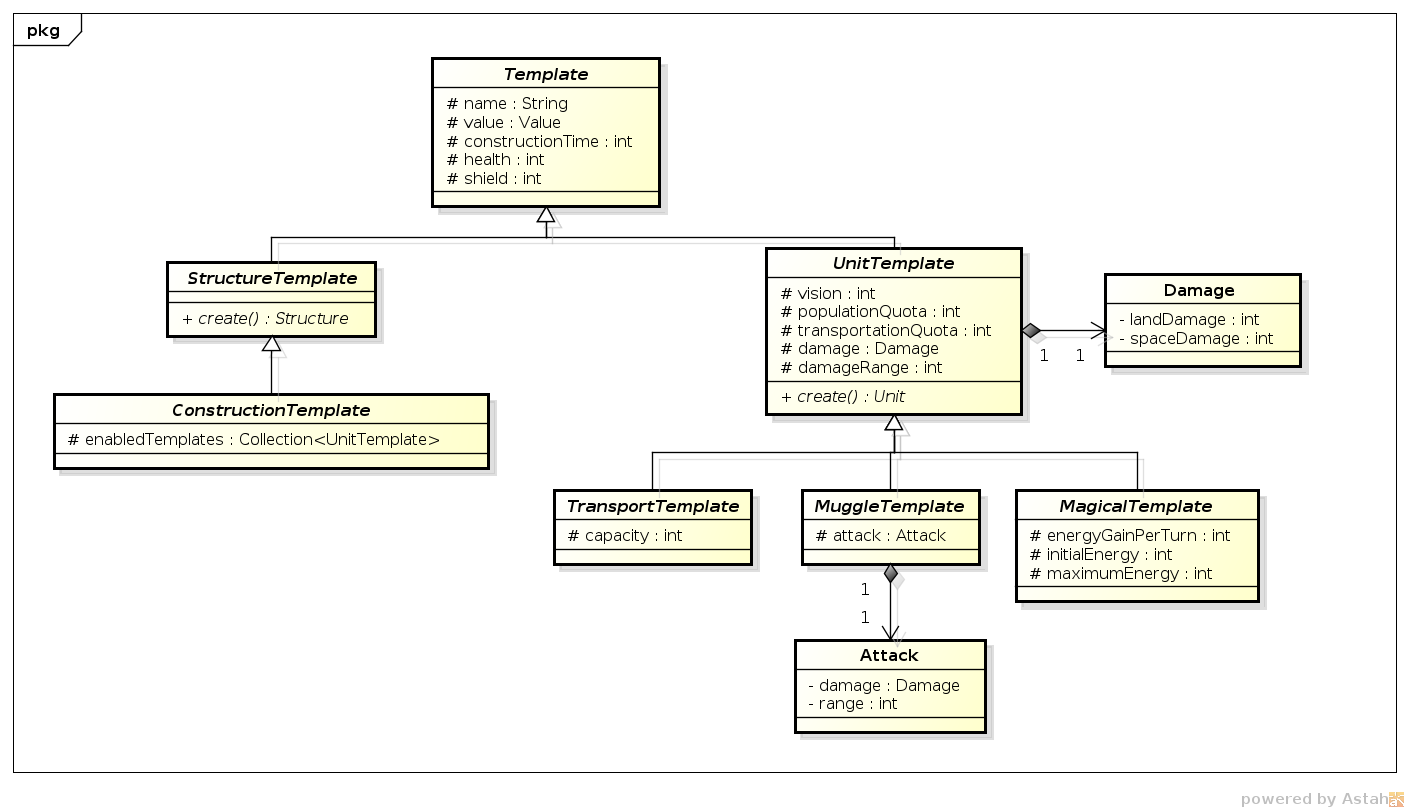 pkg
Template
# name : String
# value : Value
# constructionTime : int
# health : int
# shield : int
StructureTemplate
+ create() : Structure
UnitTemplate
# vision : int
# populationQuota : int
# transportationQuota : int
# damage : Damage
# damageRange : int
+ create() : Unit
Damage
- landDamage : int
- spaceDamage : int
1 1
ConstructionTemplate
# enabledTemplates : Collection<UnitTemplate>
TransportTemplate
# capacity : int
MuggleTemplate
# attack : Attack
MagicalTemplate
# energyGainPerTurn : int
# initialEnergy : int
# maximumEnergy : int
1
1
Attack
- damage : Damage
- range : int
powered by Astah